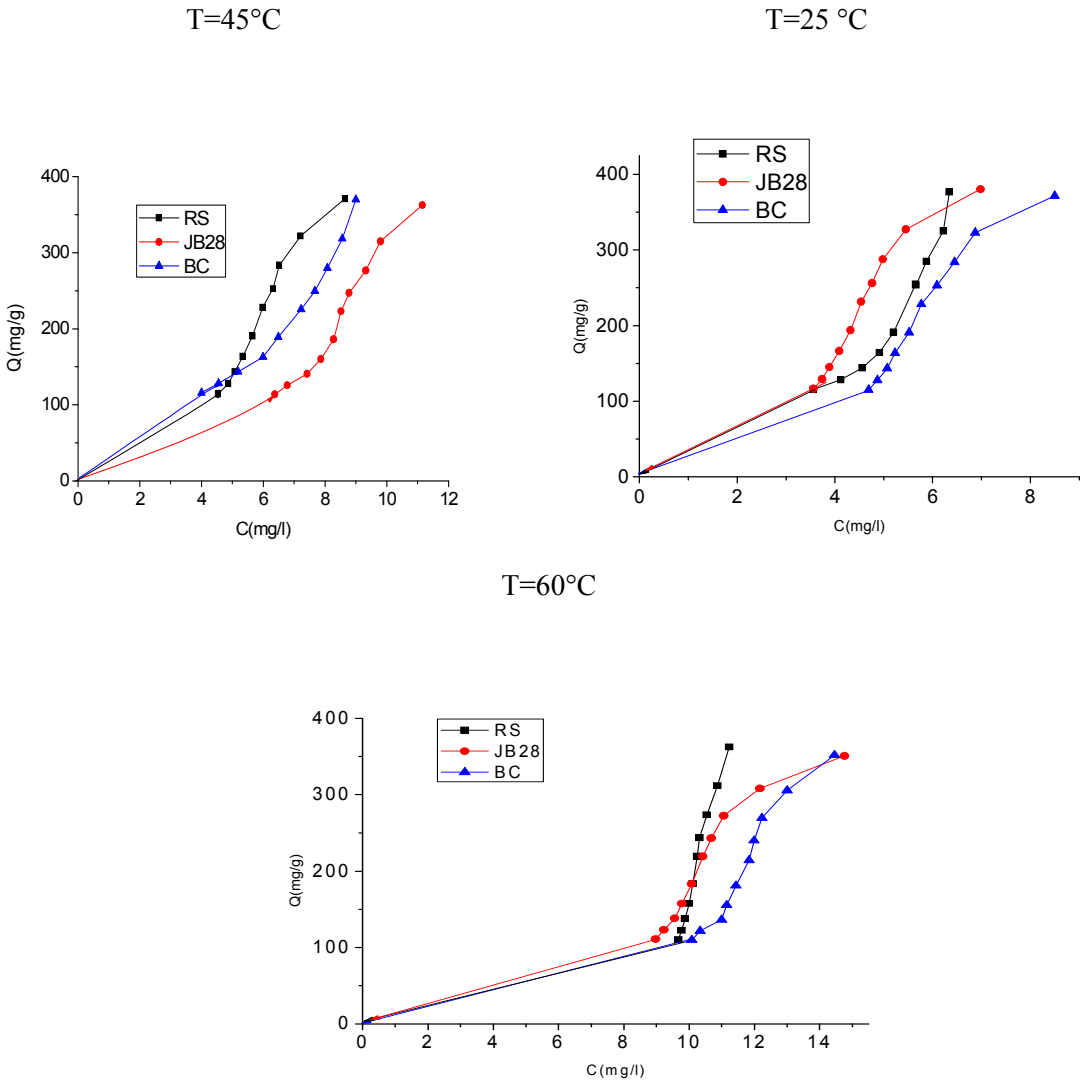 T=45°C
T=25 °C
RS
JB28
BC
Q(mg/g)
400
300
200
100
0
0 2 4 6 8 10 12
C(mg/l)
RS
JB28
BC
Q(mg/g)
400
300
200
100
0
0 2 4 6 8
C(mg/l)
T=60°C
RS
JB28
BC
Q(mg/g)
400
300
200
100
0
0 2 4 6 8 10 12 14
C(mg/l)